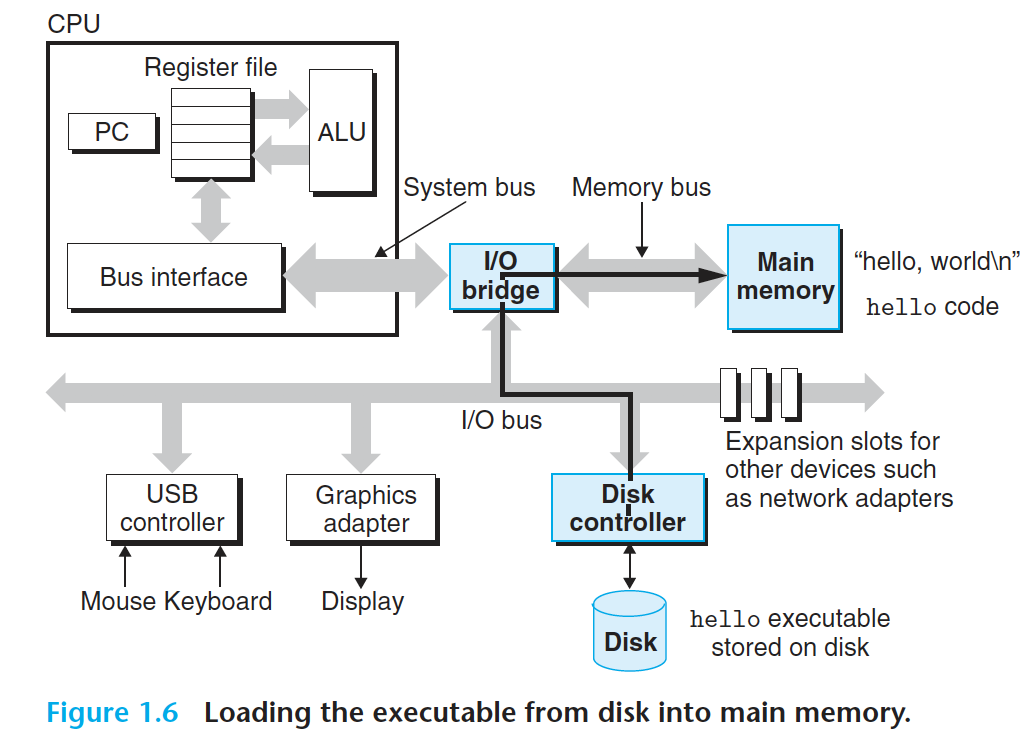 CPU
Register file
PC
ALU
System bus
Memory bus
Bus interface
I/O
bridge
Main
memory
“hello, world\n”
hello code
I/O bus
Expansion slots for
other devices such
as network adapters
USB
controller
Graphics
adapter
Disk
controller
Mouse Keyboard
Display
Disk
hello executable
stored on disk
Figure 1.6 Loading the executable from disk into main memory.